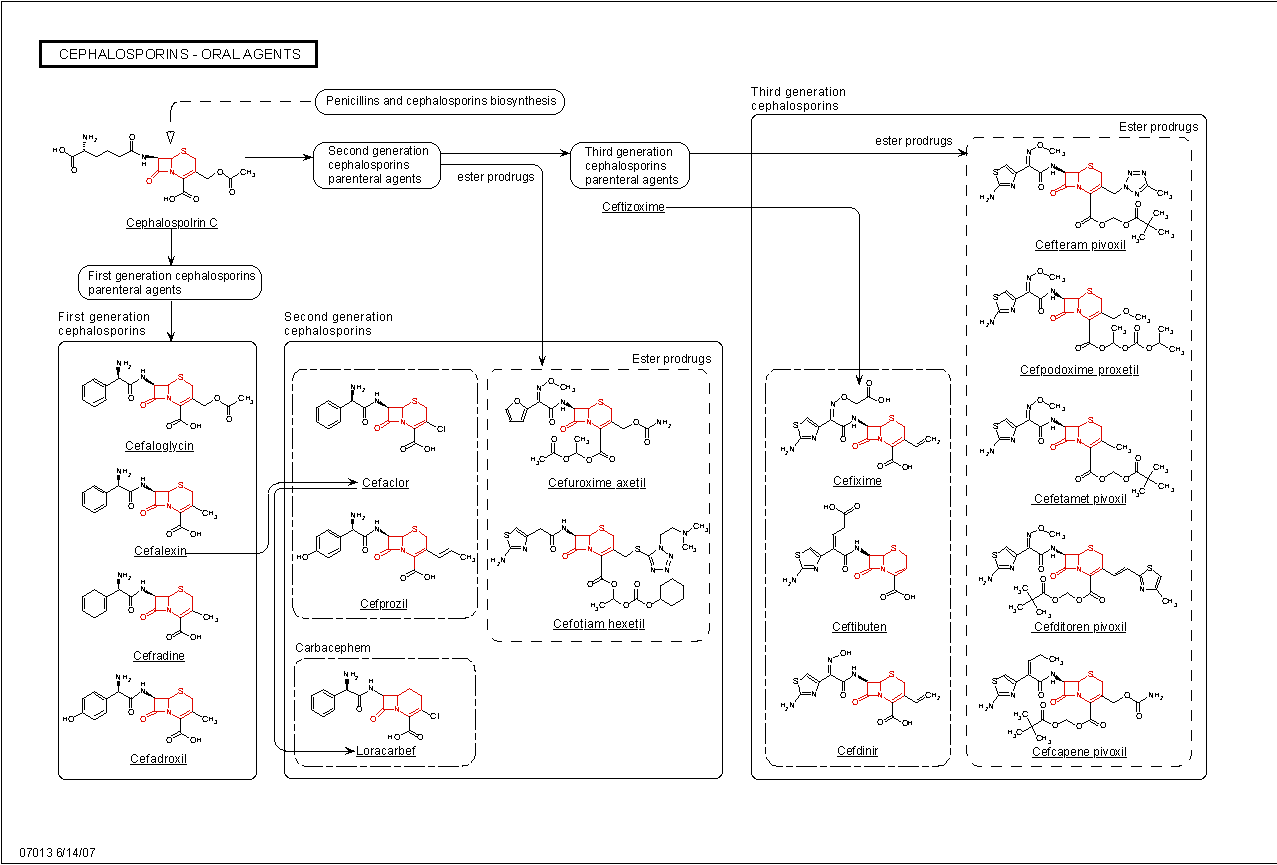 CEPHALOSPORINS - ORAL AGENTS
Penicillins and cephalosporins biosynthesis
Third generation
cephalosporins
Ester prodrugs
Second generation
cephalosporins
parenteral agents
ester prodrugs
Third generation
cephalosporins
parenteral agents
ester prodrugs
Ceftizoxime
Cephalospolrin C
First generation cephalosporins
parenteral agents
First generation
cephalosporins
Cefaloglycin
Cefalexin
Cefradine
Cefadroxil
Second generation
cephalosporins
Ester prodrugs
Cefaclor
Cefprozil
Carbacephem
Loracarbef
Cefuroxime axetil
Cefotiam hexetil
Cefixime
Ceftibuten
Cefdinir
Cefteram pivoxil
Cefpodoxime proxetil
Cefetamet pivoxil
Cefditoren pivoxil
Cefcapene pivoxil
07013 6/14/07